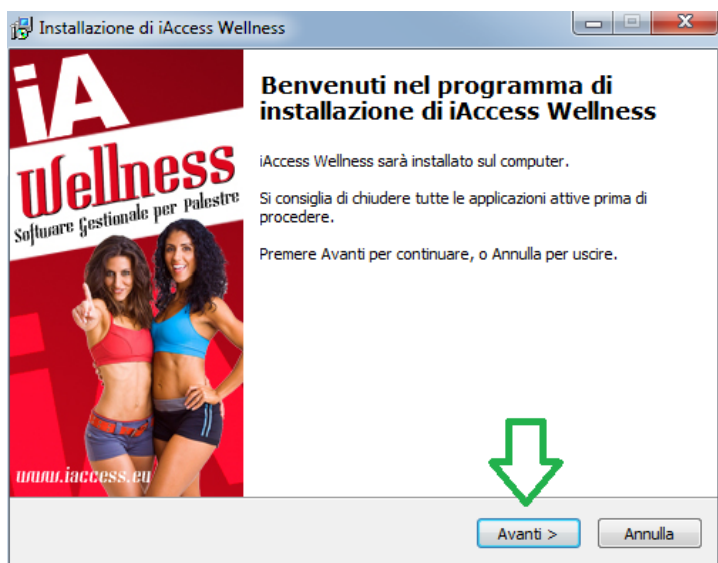 Installazione di iAccess Wellness
iA
Wellness
Software Gestionale per Palestre
www.iaccess.eu
Benvenuti nel programma di
installazione di iAccess Wellness
iAccess Wellness sarà installato sul computer.
Si consiglia di chiudere tutte le applicazioni attive prima di
procedere.
Premere Avanti per continuare, o Annulla per uscire.
Avanti >
Annulla